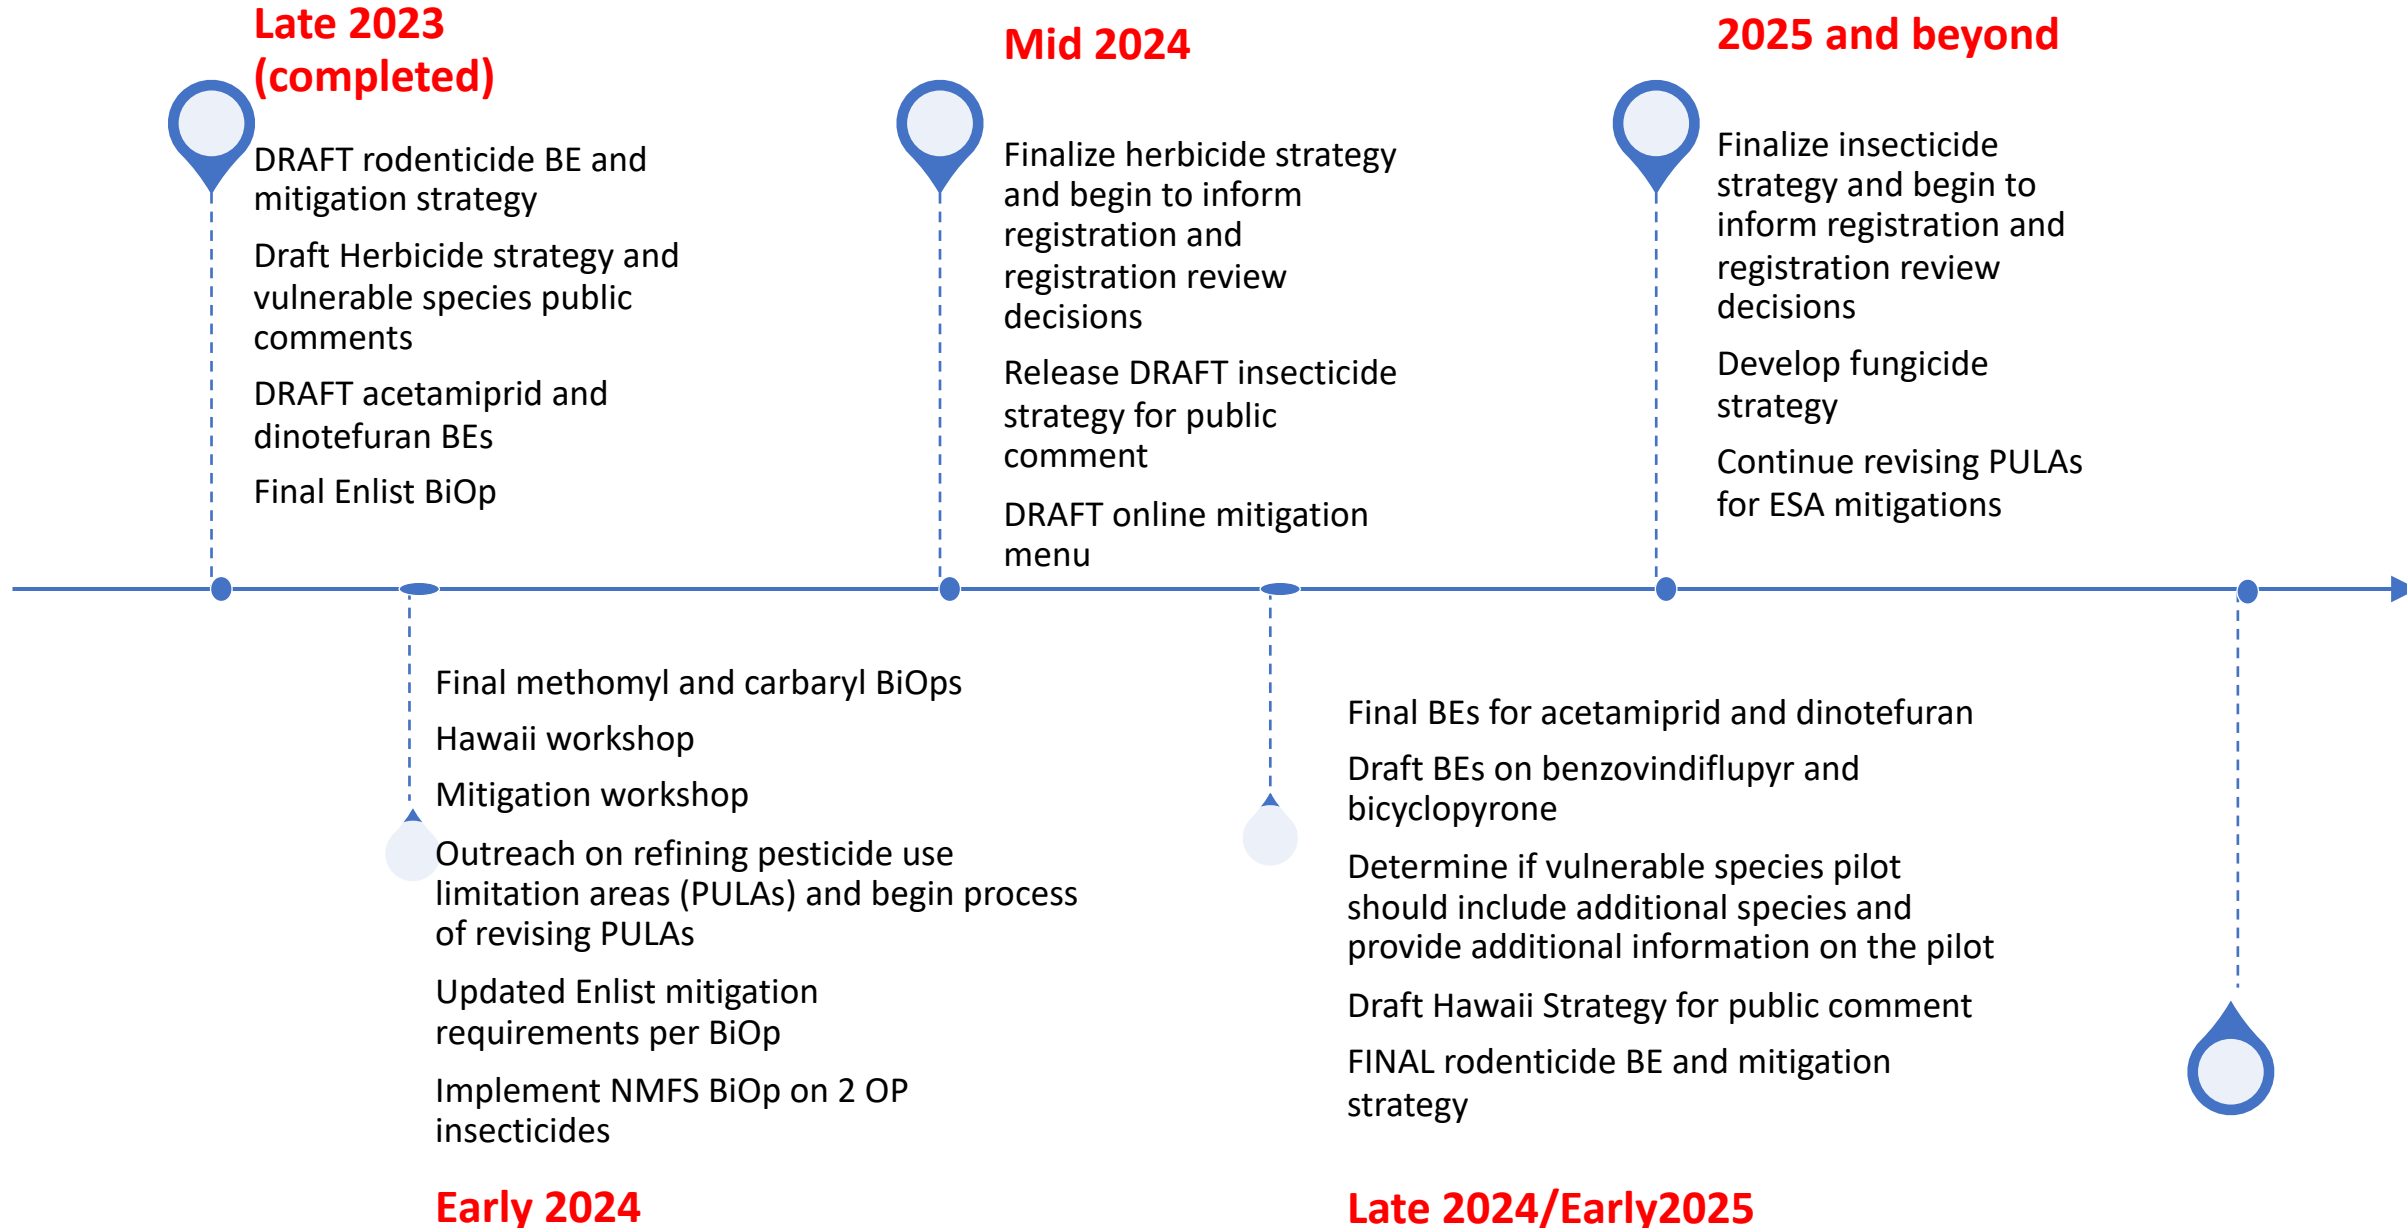 Late 2023
(completed)
DRAFT rodenticide BE and
mitigation strategy
Draft Herbicide strategy and
vulnerable species public
comments
DRAFT acetamiprid and
dinotefuran BEs
Final Enlist BiOp
Mid 2024
Finalize herbicide strategy
and begin to inform
registration and
registration review
decisions
Release DRAFT insecticide
strategy for public
comment
DRAFT online mitigation
menu
2025 and beyond
Finalize insecticide
strategy and begin to
inform registration and
registration review
decisions
Develop fungicide
strategy
Continue revising PULAs
for ESA mitigations
Final methomyl and carbaryl BiOps
Hawaii workshop
Mitigation workshop
Outreach on refining pesticide use
limitation areas (PULAs) and begin process
of revising PULAs
Updated Enlist mitigation
requirements per BiOp
Implement NMFS BiOp on 2 OP
insecticides
Early 2024
Final BEs for acetamiprid and dinotefuran
Draft BEs on benzovindiflupyr and
bicyclopyrone
Determine if vulnerable species pilot
should include additional species and
provide additional information on the pilot
Draft Hawaii Strategy for public comment
FINAL rodenticide BE and mitigation
strategy
Late 2024/Early2025